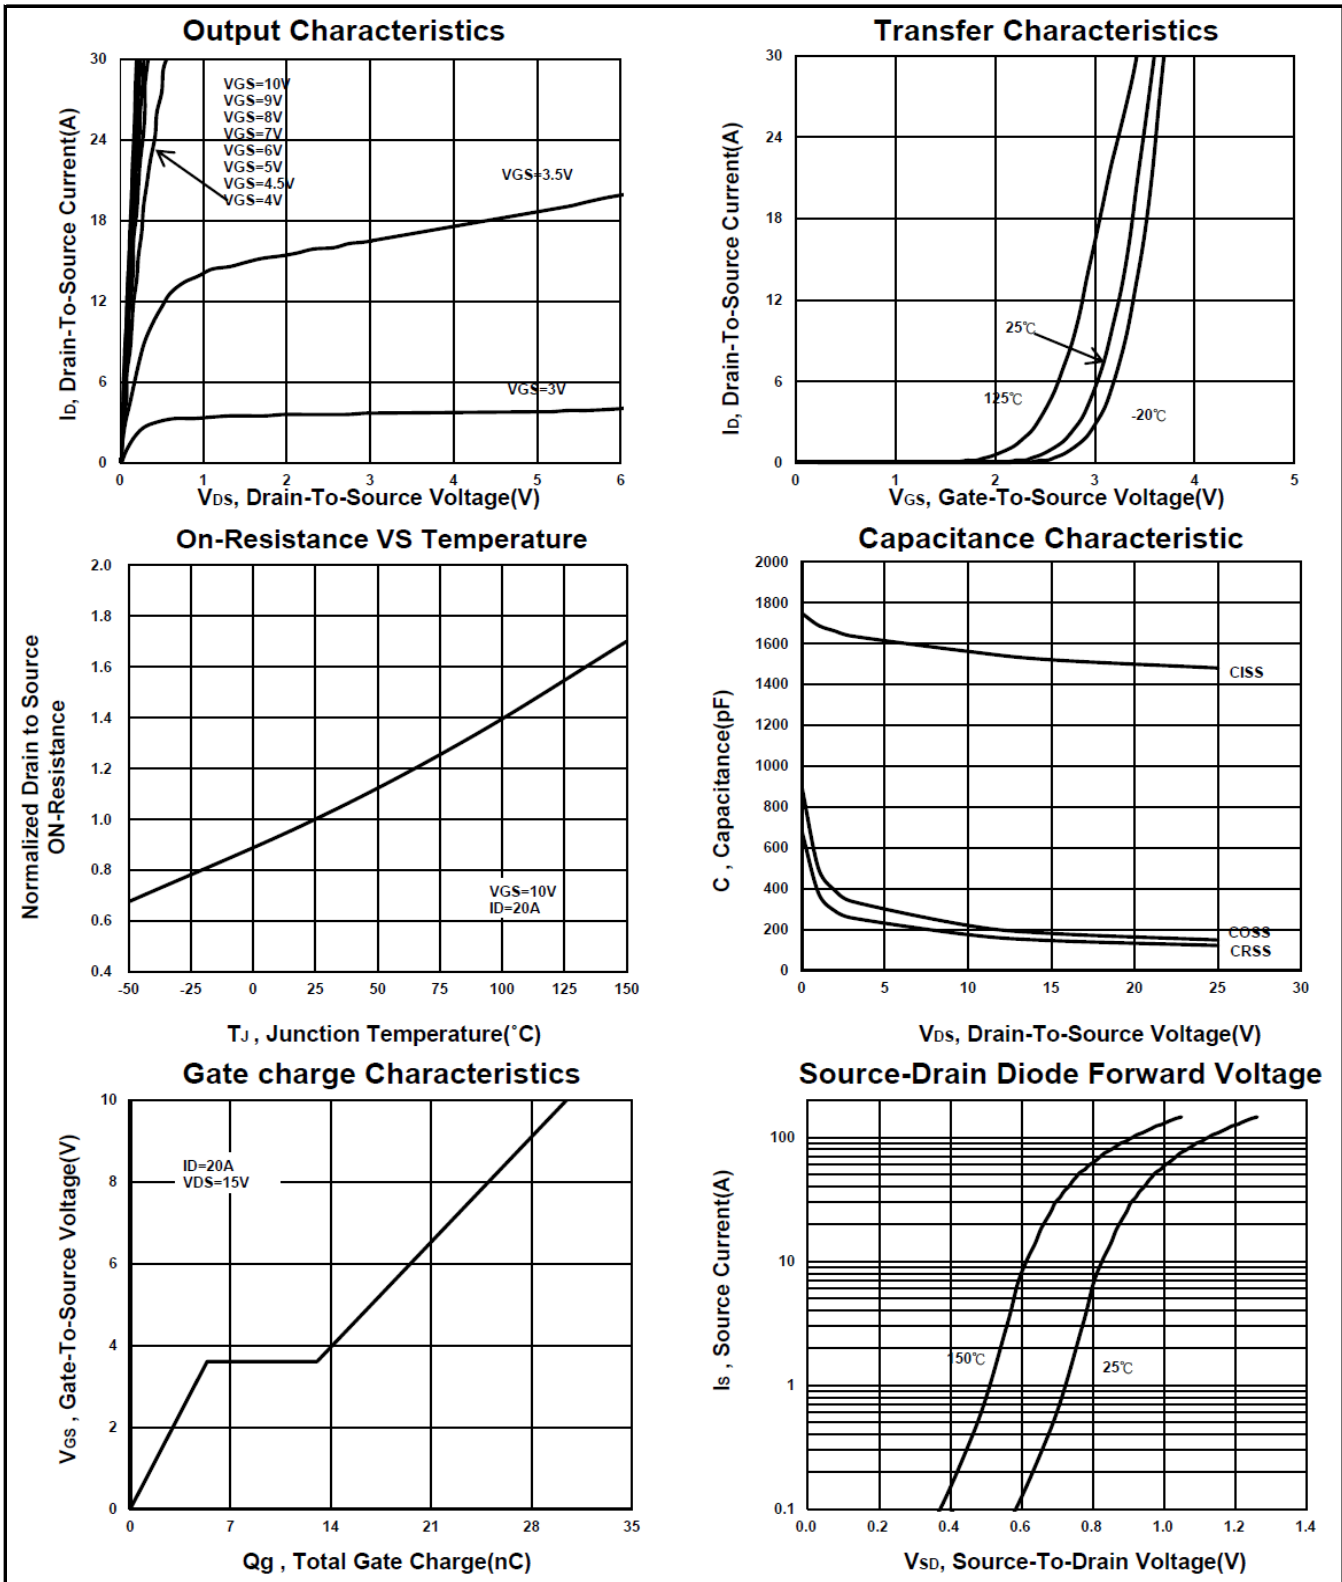 Output Characteristics
30
24
18
12
6
0
ID, Drain-To-Source Current(A)
VGS=10V
VGS=9V
VGS=8V
VGS=7V
VGS=6V
VGS=5V
VGS=4.5V
VGS=4V
VGS=3.5V
VGS=3V
0 1 2 3 4 5 6
VDS, Drain-To-Source Voltage(V)
Transfer Characteristics
30
24
18
12
6
0
ID, Drain-To-Source Current(A)
25℃
125℃
-20℃
0 1 2 3 4 5
VGS, Gate-To-Source Voltage(V)
On-Resistance VS Temperature
2.0
1.8
1.6
1.4
1.2
1.0
0.8
0.6
0.4
Normalized Drain to Source
ON-Resistance
VGS=10V
ID=20A
-50 -25 0 25 50 75 100 125 150
TJ , Junction Temperature(°C)
Capacitance Characteristic
2000
1800
1600
1400
1200
1000
800
600
400
200
0
C , Capacitance(pF)
CISS
COSS
CRSS
0 5 10 15 20 25 30
VDS, Drain-To-Source Voltage(V)
Gate charge Characteristics
10
8
6
4
2
0
VGS , Gate-To-Source Voltage(V)
ID=20A
VDS=15V
0 7 14 21 28 35
Qg , Total Gate Charge(nC)
Source-Drain Diode Forward Voltage
100
10
1
0.1
IS , Source Current(A)
150℃
25℃
0.0 0.2 0.4 0.6 0.8 1.0 1.2 1.4
VSD, Source-To-Drain Voltage(V)